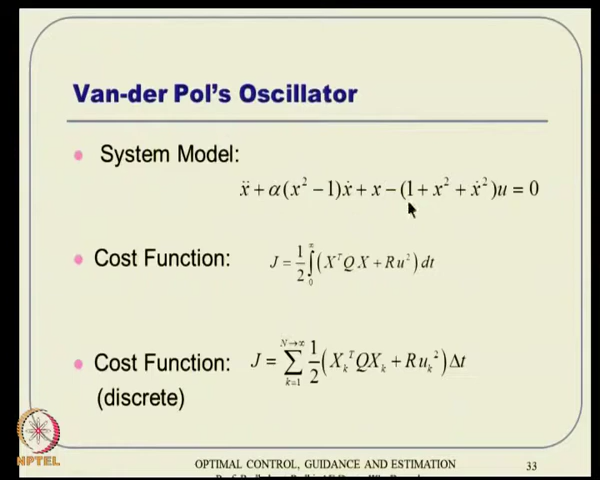 Van-der Pol's Oscillator
System Model:
ẍ + α(x² − 1)ẋ + x − (1 + x² + ẋ²)u = 0
Cost Function: J = 1/2 ∫₀^∞ (XᵀQX + Ru²) dt
Cost Function: J = ∑_{k=1}^{N→∞} 1/2 (X_kᵀQX_k + Ru_k²) Δt
(discrete)
NPTEL
OPTIMAL CONTROL, GUIDANCE AND ESTIMATION
33